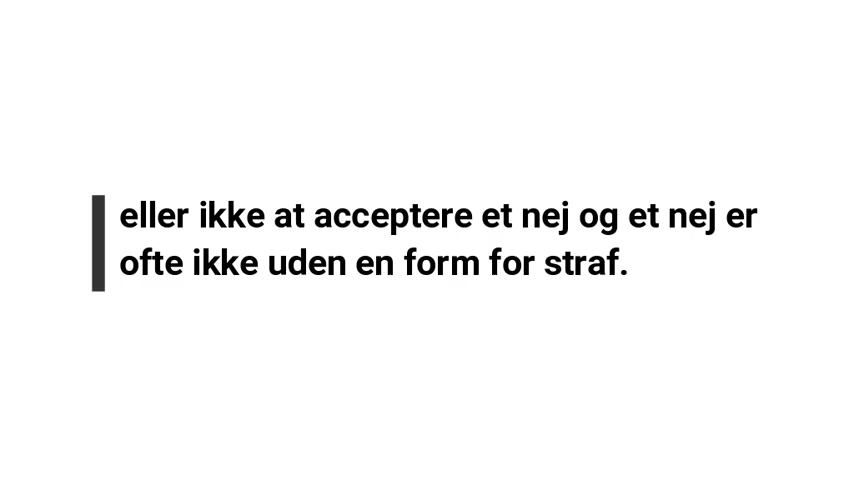 eller ikke at acceptere et nej og et nej er
ofte ikke uden en form for straf.